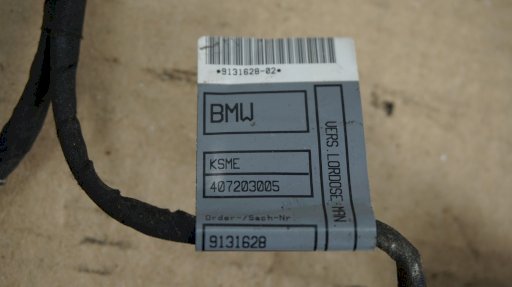 *9131628-02*
BMW
KSME
407203005
Order-/Sach-Nr
9131628
VERS.LORDOSE:MAN.